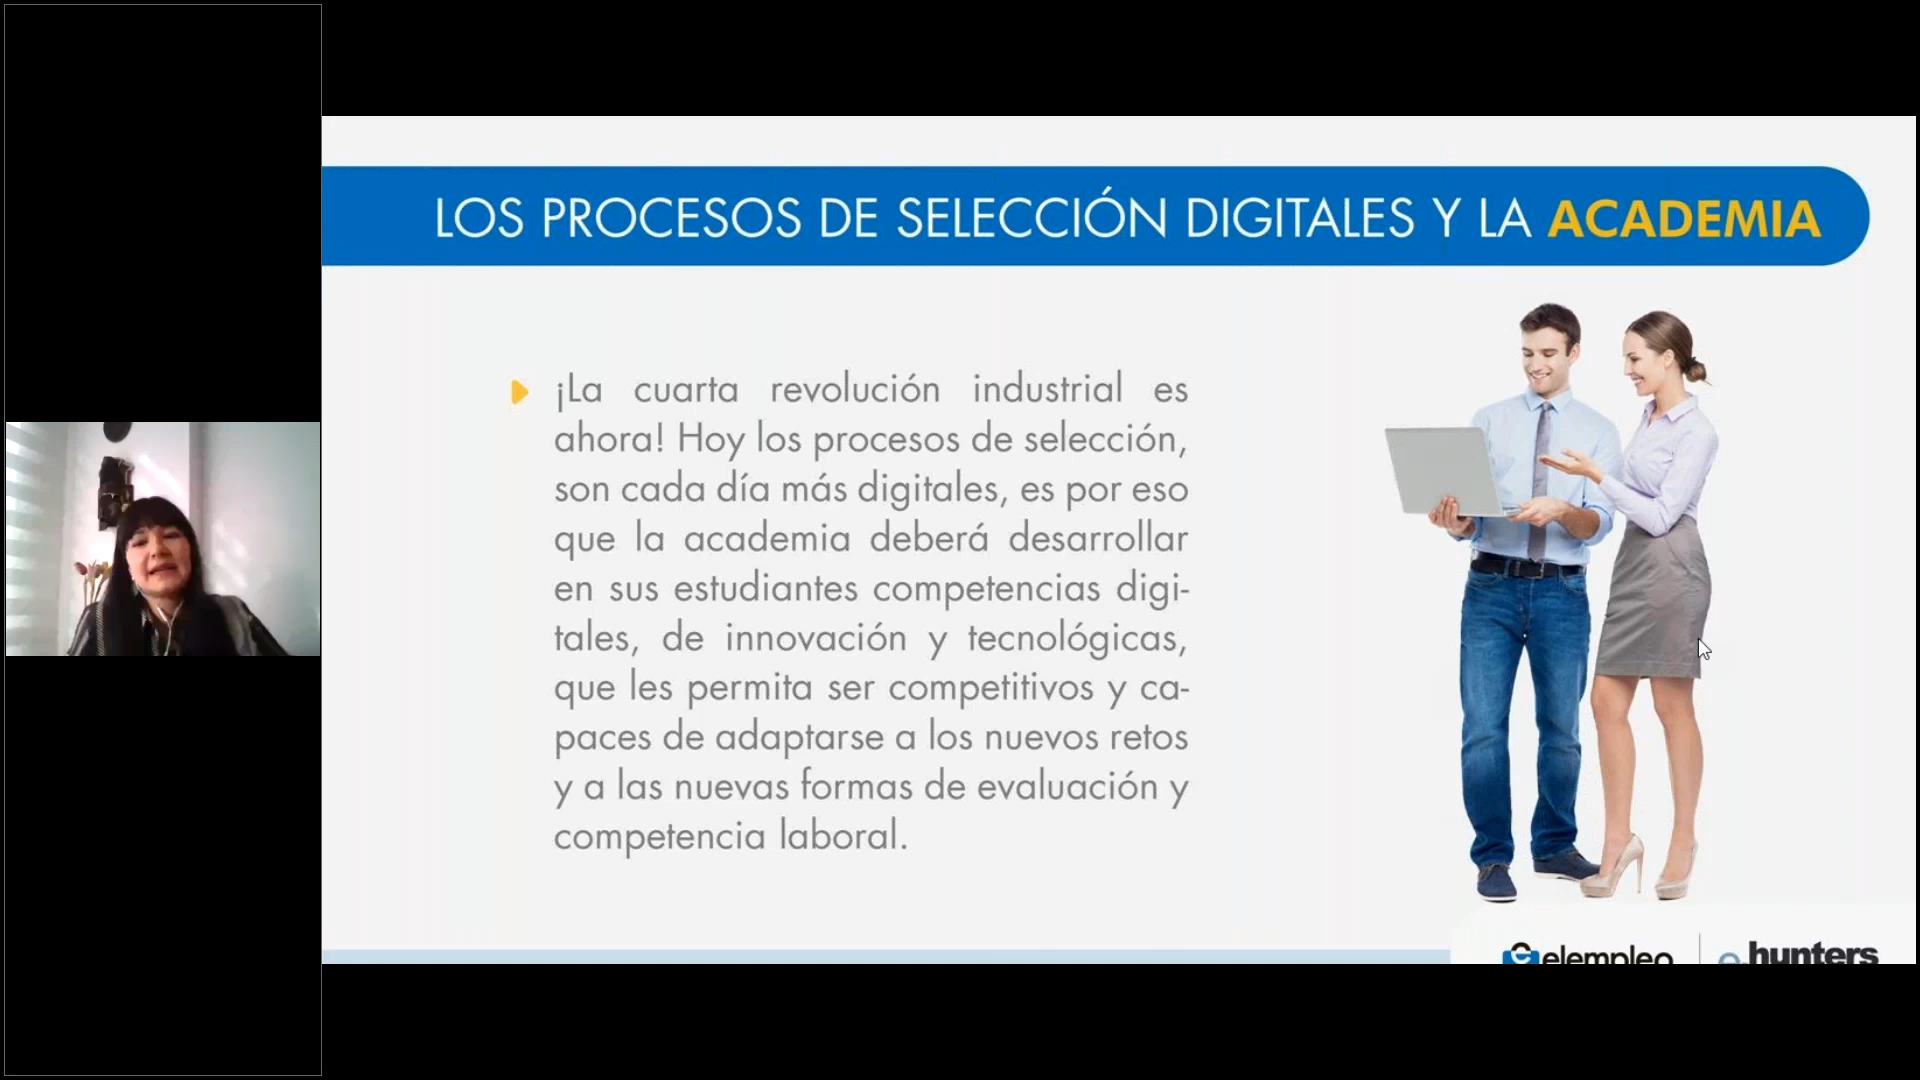 LOS PROCESOS DE SELECCIÓN DIGITALES Y LA ACADEMIA
¡La cuarta revolución industrial es
ahora! Hoy los procesos de selección,
son cada día más digitales, es por eso
que la academia deberá desarrollar
en sus estudiantes competencias digi-
tales, de innovación y tecnológicas,
que les permita ser competitivos y ca-
paces de adaptarse a los nuevos retos
y a las nuevas formas de evaluación y
competencia laboral.
elempleo
e-hunters